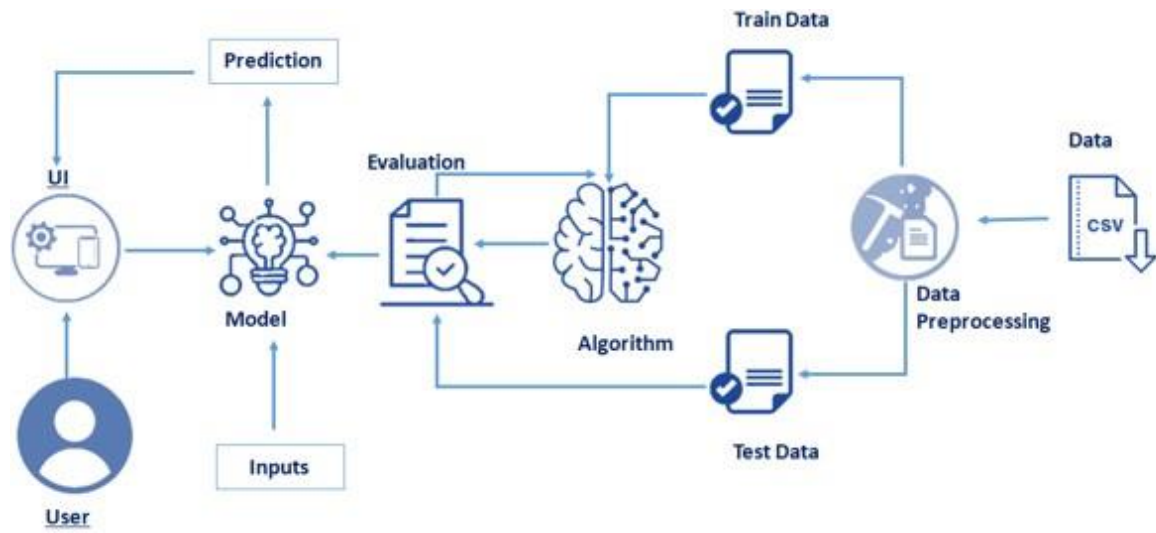 Train Data
Prediction
Data
Evaluation
UI
CSV
Model
Data
Preprocessing
Algorithm
Test Data
Inputs
User